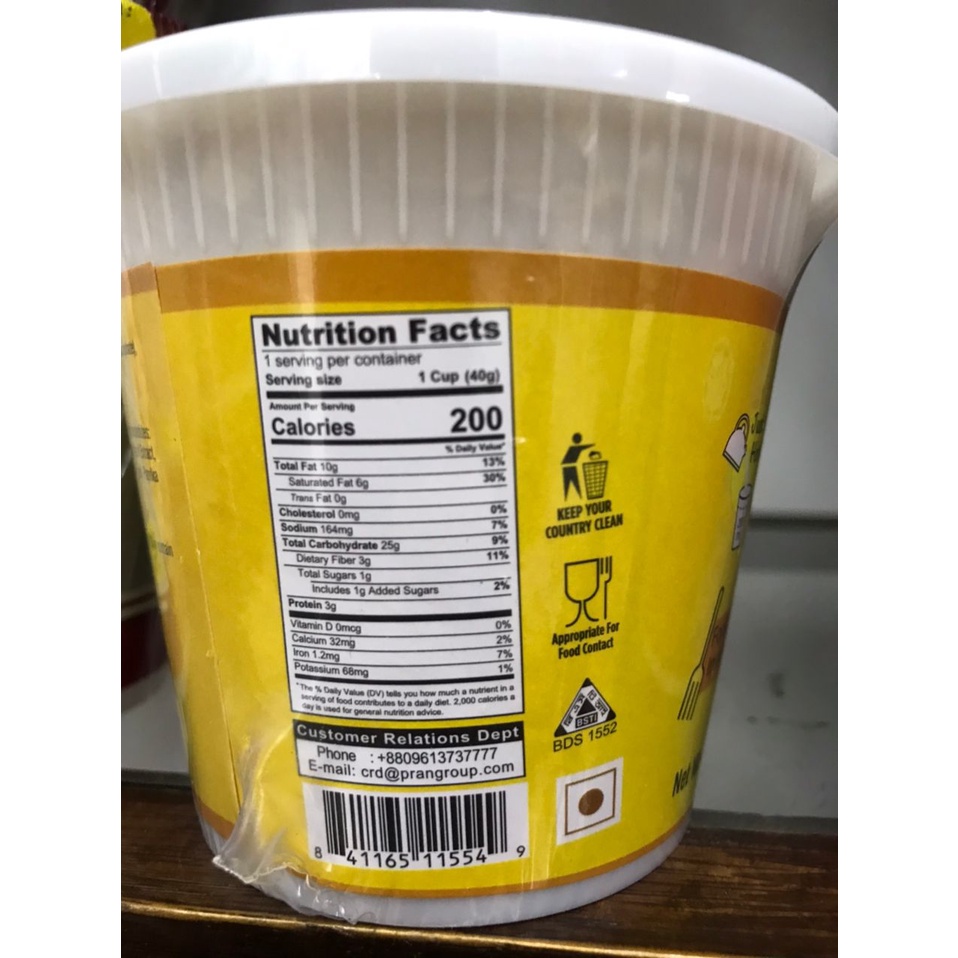 Nutrition Facts
1 serving per container
Serving size 1 Cup (40g)
Amount Per Serving
Calories 200
% Daily Value*
Total Fat 10g 13%
Saturated Fat 6g 30%
Trans Fat 0g
Cholesterol 0mg 0%
Sodium 164mg 7%
Total Carbohydrate 25g 9%
Dietary Fiber 3g 11%
Total Sugars 1g
Includes 1g Added Sugars 2%
Protein 3g
Vitamin D 0mcg 0%
Calcium 32mg 2%
Iron 1.2mg 7%
Potassium 68mg 1%
*The % Daily Value (DV) tells you how much a nutrient in a
serving of food contributes to a daily diet. 2,000 calories a
day is used for general nutrition advice.
Customer Relations Dept
Phone : +8809613737777
E-mail: crd@prangroup.com
8 41165 11554 9
KEEP YOUR
COUNTRY CLEAN
Appropriate For
Food Contact
BSTI
BDS 1552
Net